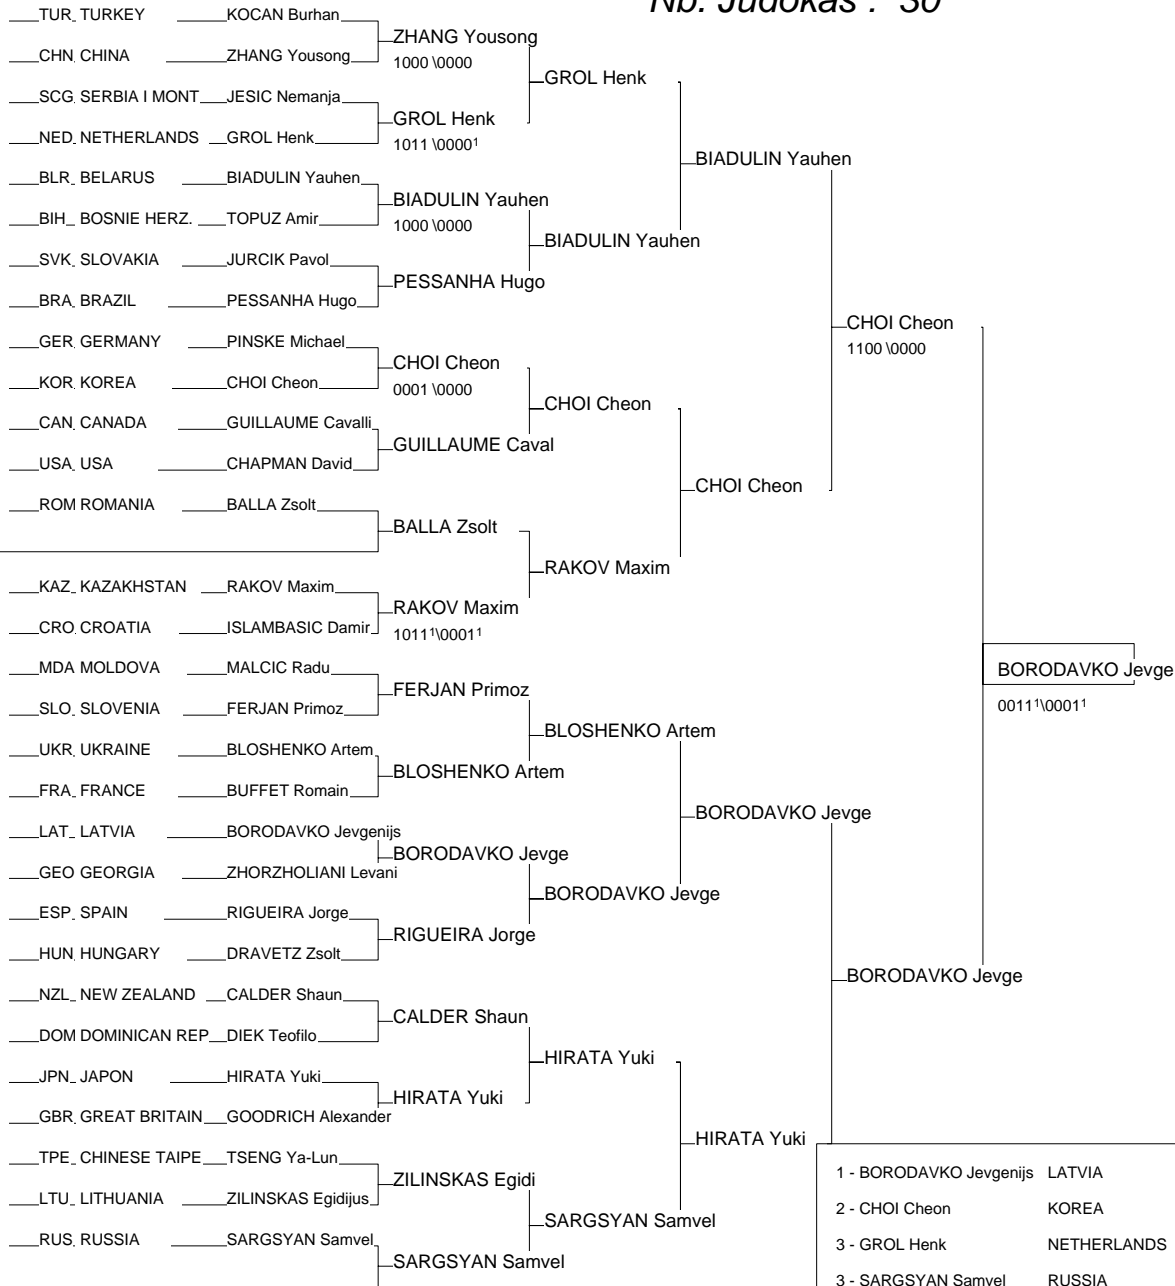 Nb. Judokas : 30
TUR TURKEY KOCAN Burhan
CHN CHINA ZHANG Yousong
SCG SERBIA I MONT JESIC Nemanja
NED NETHERLANDS GROL Henk
BLR BELARUS BIADULIN Yauhen
BIH BOSNIE HERZ. TOPUZ Amir
SVK SLOVAKIA JURCIK Pavol
BRA BRAZIL PESSANHA Hugo
GER GERMANY PINSKE Michael
KOR KOREA CHOI Cheon
CAN CANADA GUILLAUME Cavalli
USA USA CHAPMAN David
ROM ROMANIA BALLA Zsolt
KAZ KAZAKHSTAN RAKOV Maxim
CRO CROATIA ISLAMBASIC Damir
MDA MOLDOVA MALCIC Radu
SLO SLOVENIA FERJAN Primoz
UKR UKRAINE BLOSHENKO Artem
FRA FRANCE BUFFET Romain
LAT LATVIA BORODAVKO Jevgenijs
GEO GEORGIA ZHORZHOLIANI Levani
ESP SPAIN RIGUEIRA Jorge
HUN HUNGARY DRAVETZ Zsolt
NZL NEW ZEALAND CALDER Shaun
DOM DOMINICAN REP DIEK Teofilo
JPN JAPON HIRATA Yuki
GBR GREAT BRITAIN GOODRICH Alexander
TPE CHINESE TAIPE TSENG Ya-Lun
LTU LITHUANIA ZILINSKAS Egidijus
RUS RUSSIA SARGSYAN Samvel
ZHANG Yousong
1000 \0000
GROL Henk
1011 \0000¹
BIADULIN Yauhen
1000 \0000
PESSANHA Hugo
CHOI Cheon
0001 \0000
GUILLAUME Caval
BALLA Zsolt
RAKOV Maxim
1011¹\0001¹
FERJAN Primoz
BLOSHENKO Artem
BORODAVKO Jevge
RIGUEIRA Jorge
CALDER Shaun
HIRATA Yuki
ZILINSKAS Egidi
SARGSYAN Samvel
GROL Henk
BIADULIN Yauhen
CHOI Cheon
RAKOV Maxim
BLOSHENKO Artem
BORODAVKO Jevge
HIRATA Yuki
SARGSYAN Samvel
BIADULIN Yauhen
CHOI Cheon
BORODAVKO Jevge
HIRATA Yuki
CHOI Cheon
1100 \0000
BORODAVKO Jevge
BORODAVKO Jevge
0011¹\0001¹
1 - BORODAVKO Jevgenijs LATVIA
2 - CHOI Cheon KOREA
3 - GROL Henk NETHERLANDS
3 - SARGSYAN Samvel RUSSIA